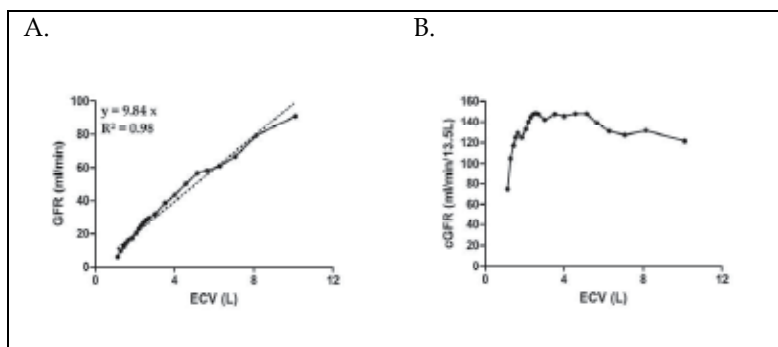 A.
y = 9.84 x
R² = 0.98
GFR (ml/min)
100
80
60
40
20
0
0 4 8 12
ECV (L)
B.
cGFR (ml/min/13.5L)
160
140
120
100
80
60
40
20
0
0 4 8 12
ECV (L)